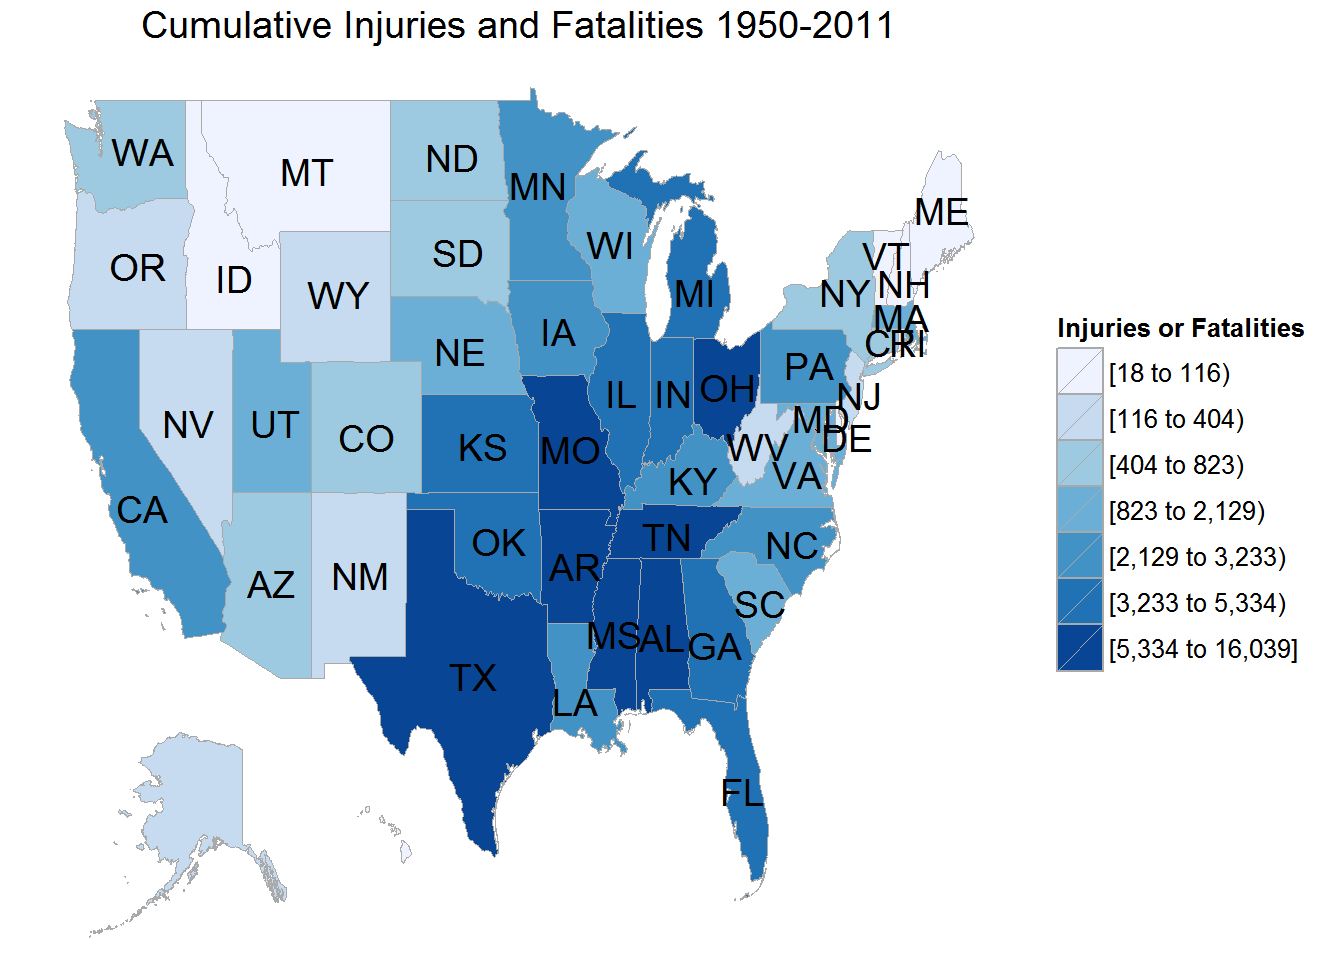 Cumulative Injuries and Fatalities 1950-2011
WA
MT
ND
MN
ME
OR
ID
WY
SD
WI
MI
VT
NH
NY
MA
CT
RI
NE
IA
PA
NJ
NV
UT
CO
KS
MO
IL
IN
OH
MD
DE
WV
VA
KY
CA
AZ
NM
OK
AR
TN
NC
SC
MS
AL
GA
TX
LA
FL
Injuries or Fatalities
[18 to 116)
[116 to 404)
[404 to 823)
[823 to 2,129)
[2,129 to 3,233)
[3,233 to 5,334)
[5,334 to 16,039]